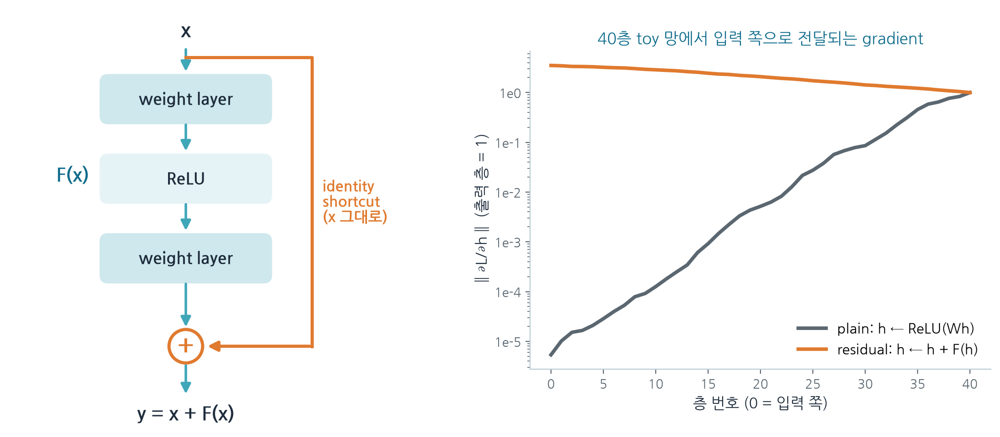 x
weight layer
ReLU
F(x)
weight layer
identity
shortcut
(x 그대로)
+
y = x + F(x)
40층 toy 망에서 입력 쪽으로 전달되는 gradient
‖ ∂L/∂h ‖ (출력 층 = 1)
1e0
1e-1
1e-2
1e-3
1e-4
1e-5
plain: h ← ReLU(Wh)
residual: h ← h + F(h)
0 5 10 15 20 25 30 35 40
층 번호 (0 = 입력 쪽)